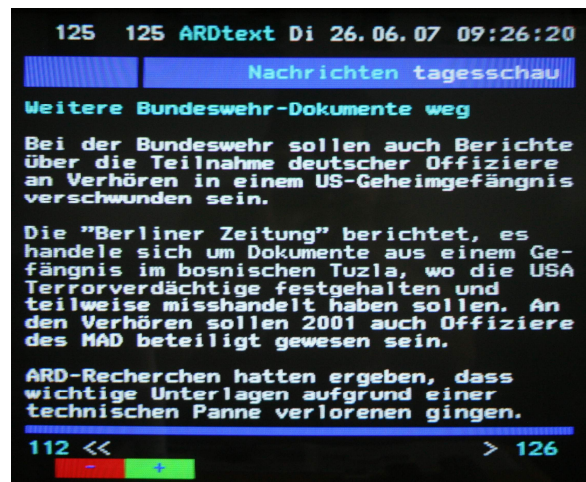 125 125 ARDtext Di 26.06.07 09:26:20
Nachrichten tagesschau
Weitere Bundeswehr-Dokumente weg
Bei der Bundeswehr sollen auch Berichte
über die Teilnahme deutscher Offiziere
an Verhören in einem US-Geheimgefängnis
verschwunden sein.
Die "Berliner Zeitung" berichtet, es
handele sich um Dokumente aus einem Ge-
fängnis im bosnischen Tuzla, wo die USA
Terrorverdächtige festgehalten und
teilweise misshandelt haben sollen. An
den Verhören sollen 2001 auch Offiziere
des MAD beteiligt gewesen sein.
ARD-Recherchen hatten ergeben, dass
wichtige Unterlagen aufgrund einer
technischen Panne verlorenen gingen.
112 << > 126
- +